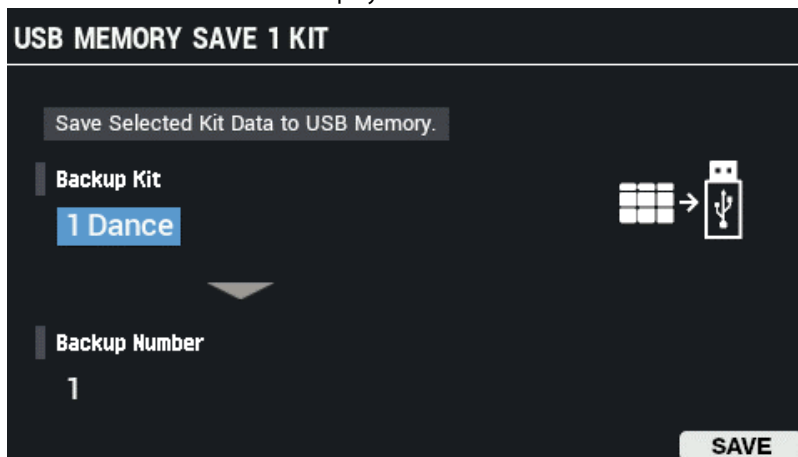 USB MEMORY SAVE 1 KIT
Save Selected Kit Data to USB Memory.
Backup Kit
1 Dance
Backup Number
1
SAVE